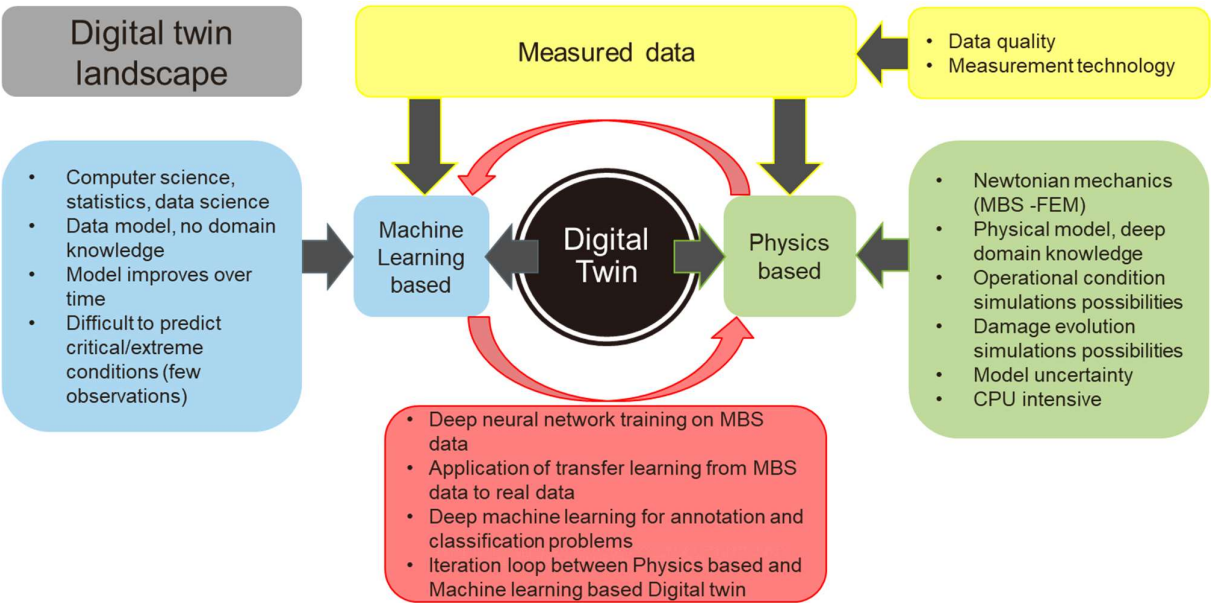 Digital twin
landscape
Measured data
• Data quality
• Measurement technology
• Computer science,
statistics, data science
• Data model, no domain
knowledge
• Model improves over
time
• Difficult to predict
critical/extreme
conditions (few
observations)
Machine
Learning
based
Digital
Twin
Physics
based
• Newtonian mechanics
(MBS -FEM)
• Physical model, deep
domain knowledge
• Operational condition
simulations possibilities
• Damage evolution
simulations possibilities
• Model uncertainty
• CPU intensive
• Deep neural network training on MBS
data
• Application of transfer learning from MBS
data to real data
• Deep machine learning for annotation and
classification problems
• Iteration loop between Physics based and
Machine learning based Digital twin